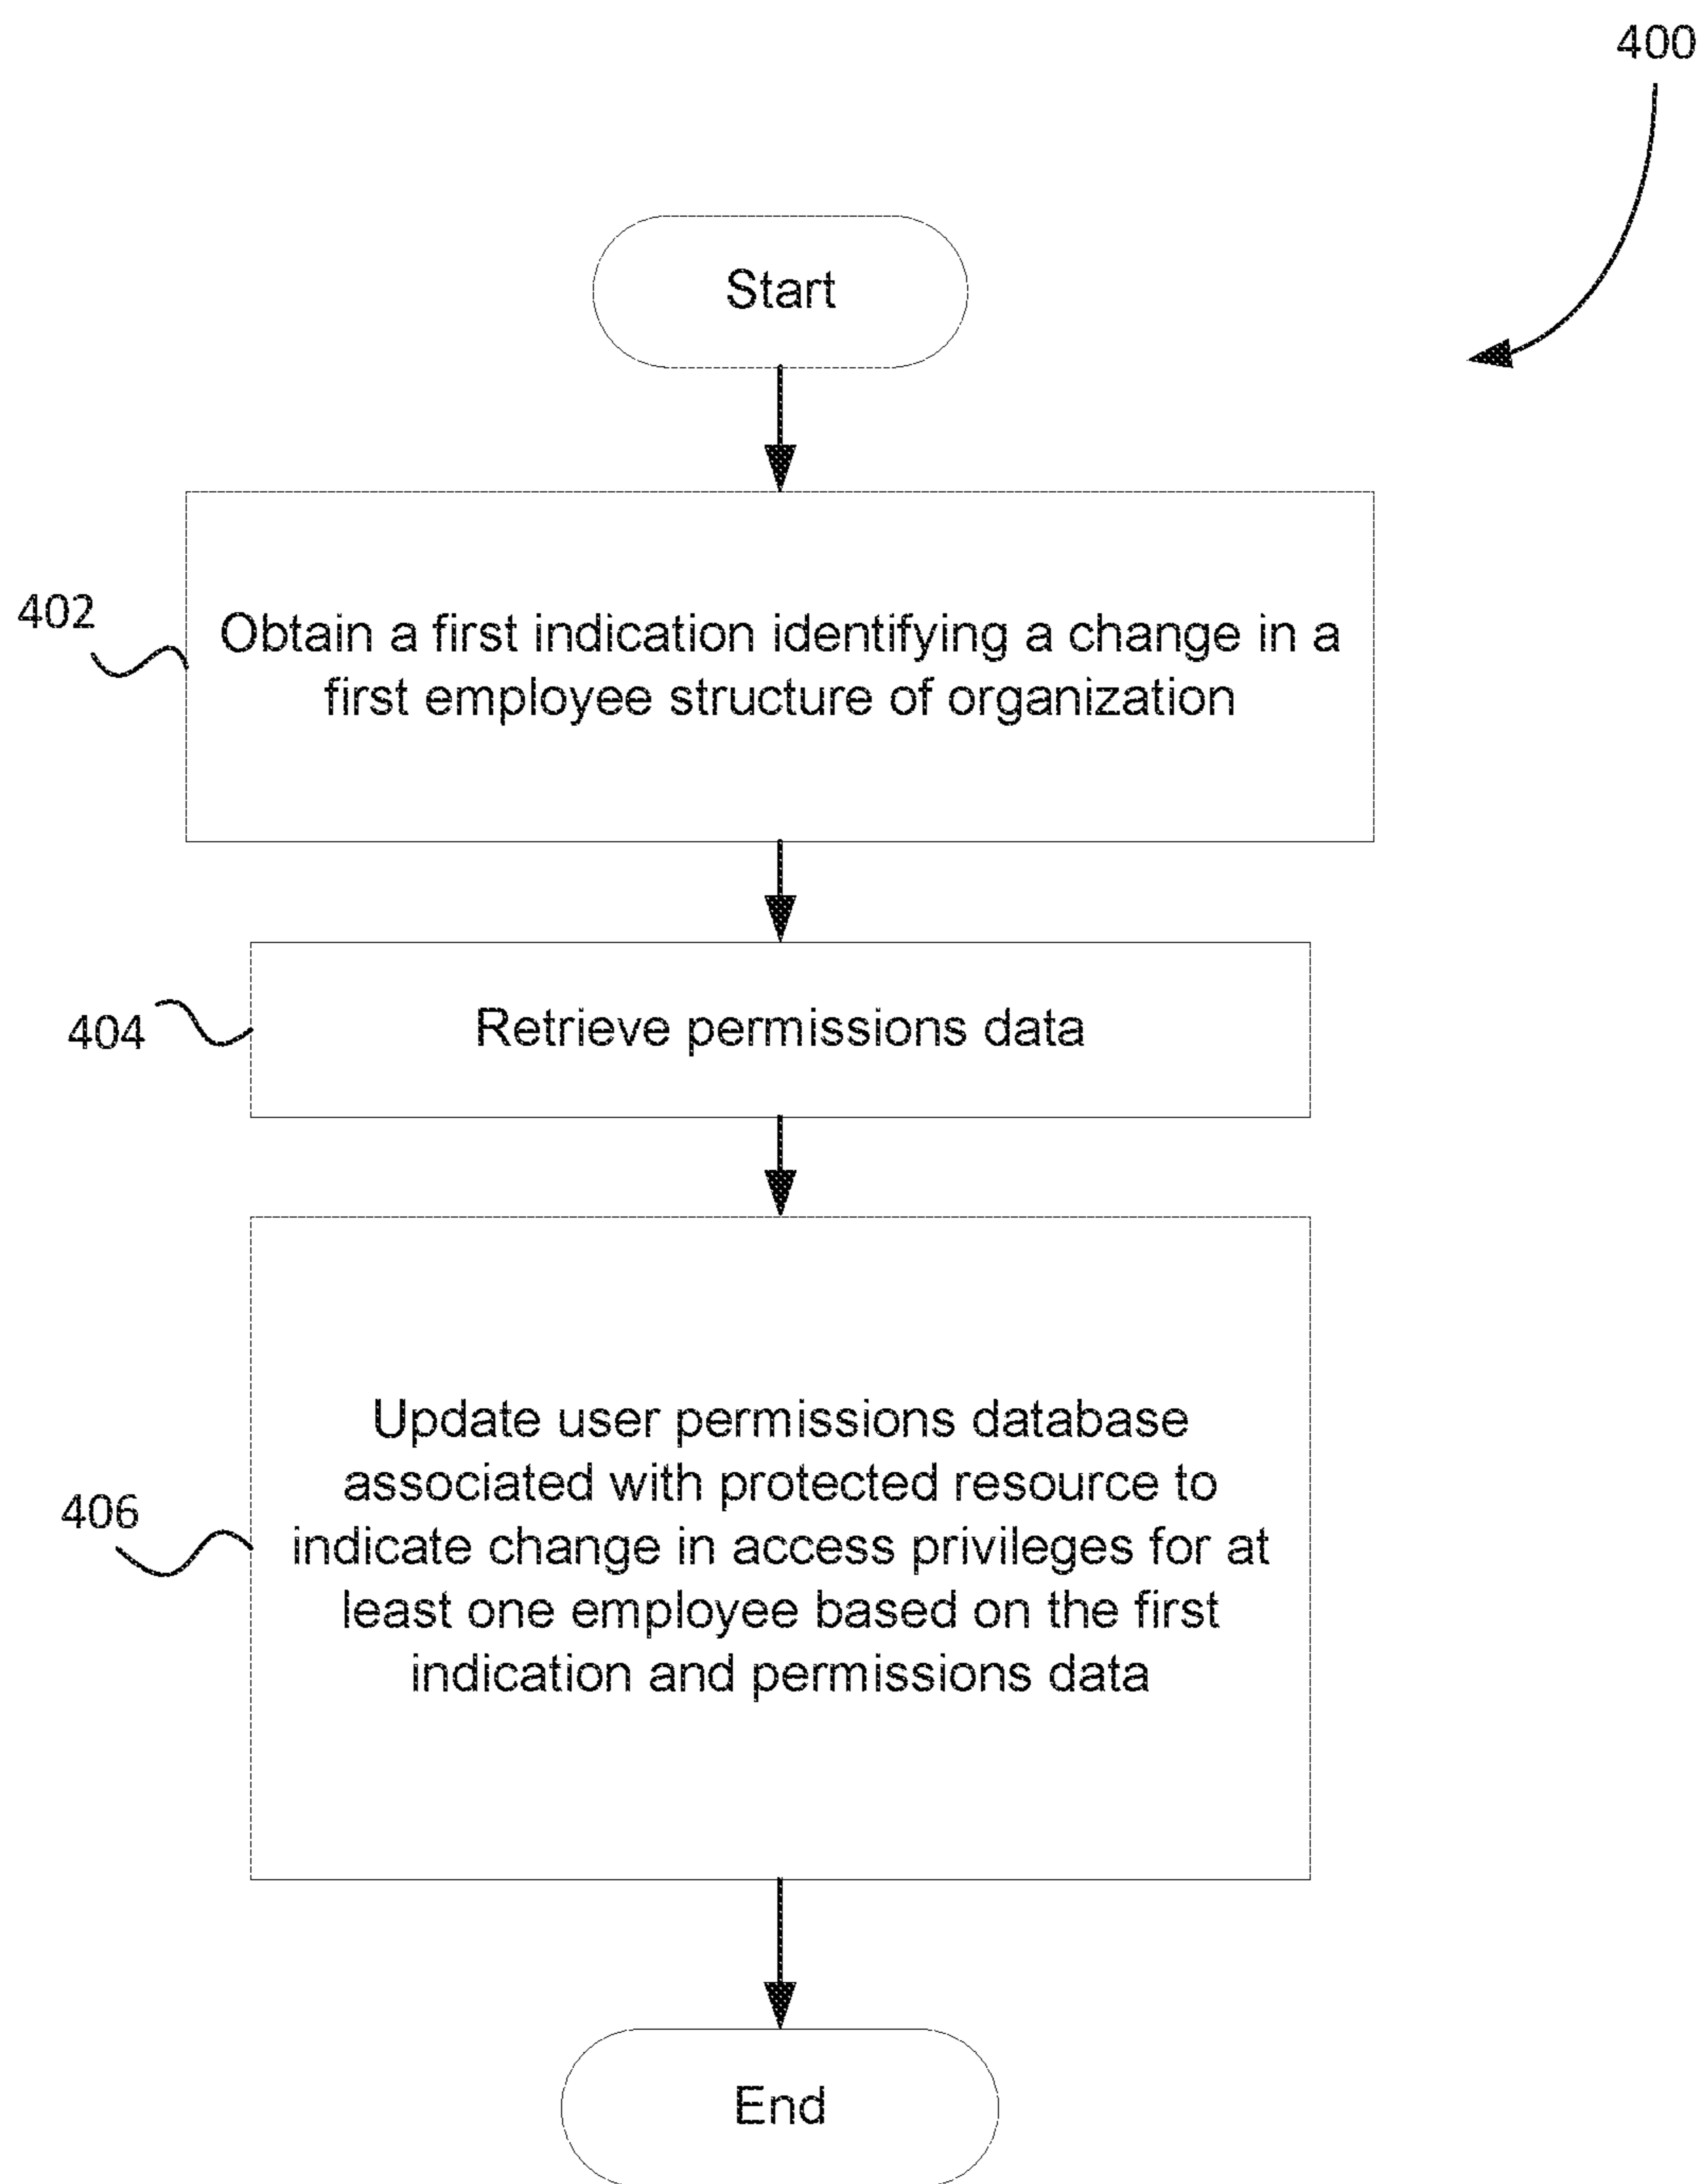 400
Start
402
Obtain a first indication identifying a change in a
first employee structure of organization
404
Retrieve permissions data
406
Update user permissions database
associated with protected resource to
indicate change in access privileges for at
least one employee based on the first
indication and permissions data
End